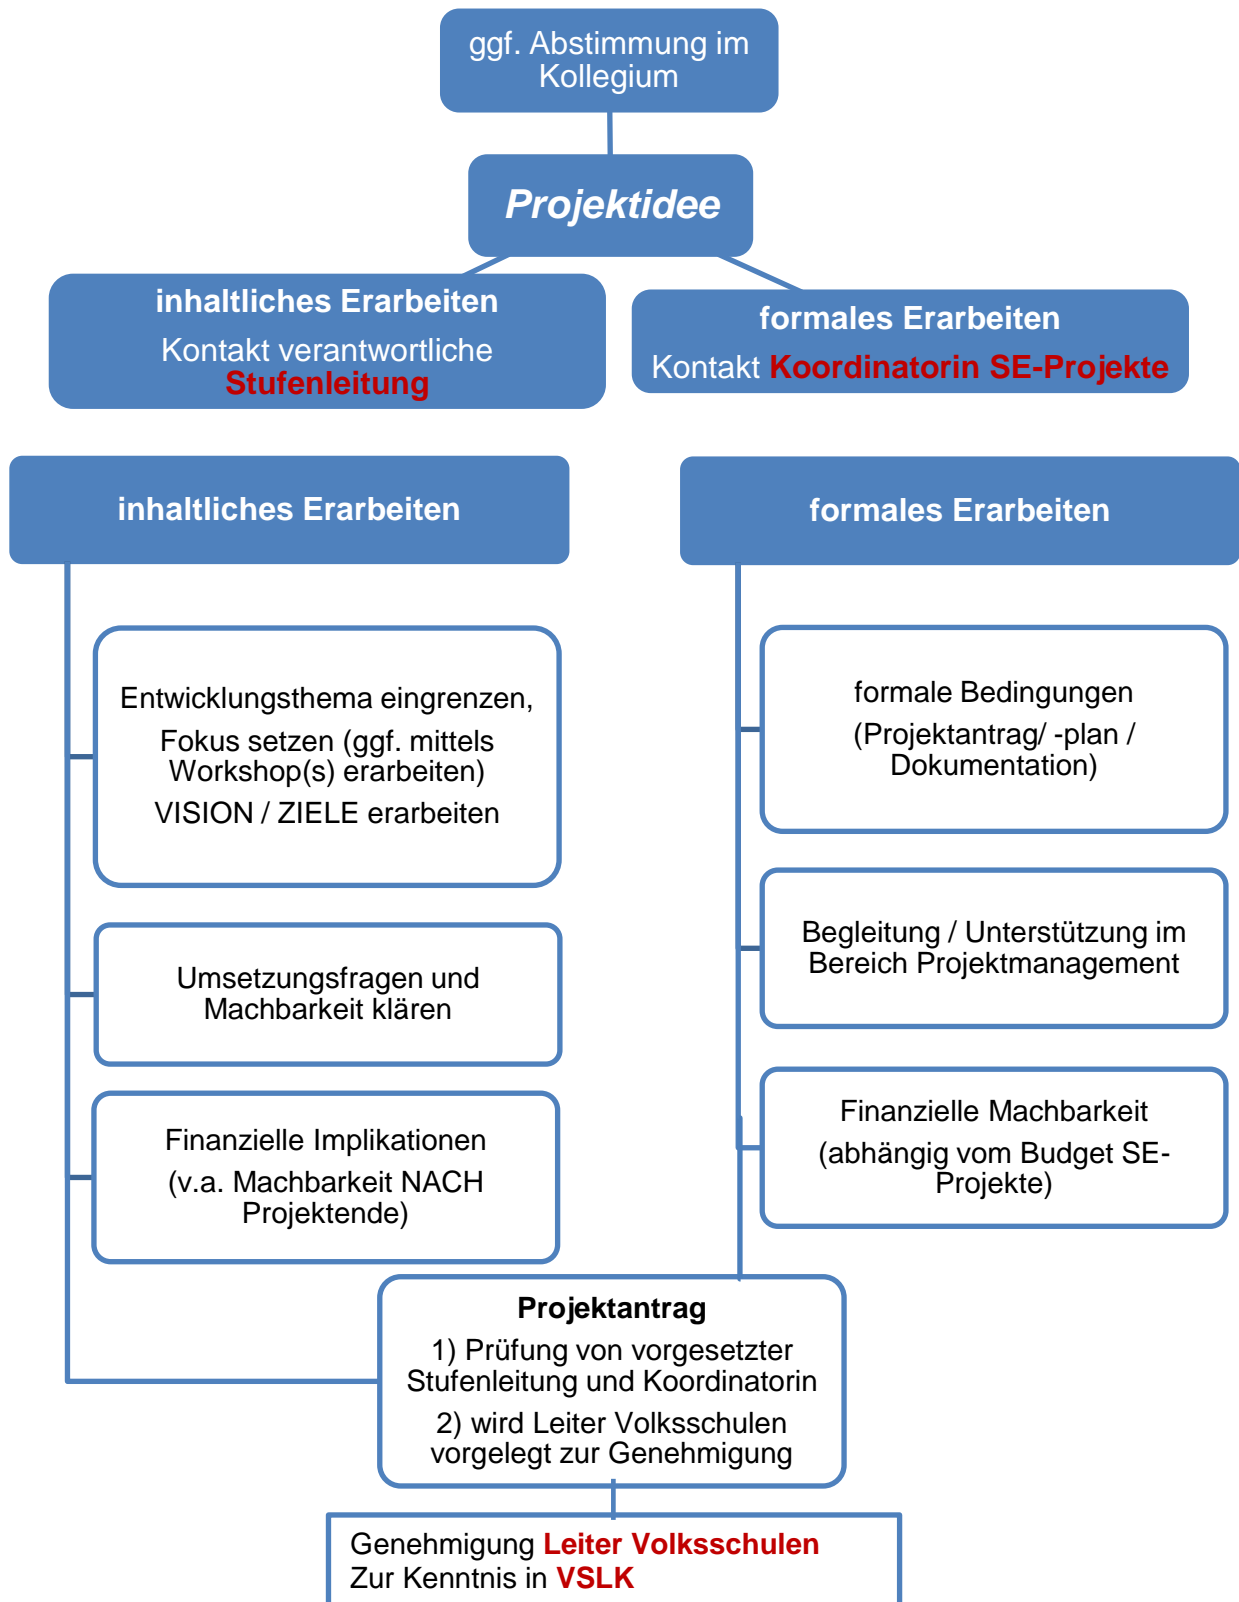 ggf. Abstimmung im
Kollegium
Projektidee
inhaltliches Erarbeiten
Kontakt verantwortliche
Stufenleitung
formales Erarbeiten
Kontakt Koordinatorin SE-Projekte
inhaltliches Erarbeiten
Entwicklungsthema eingrenzen,
Fokus setzen (ggf. mittels
Workshop(s) erarbeiten)
VISION / ZIELE erarbeiten
Umsetzungsfragen und
Machbarkeit klären
Finanzielle Implikationen
(v.a. Machbarkeit NACH
Projektende)
formales Erarbeiten
formale Bedingungen
(Projektantrag/ -plan /
Dokumentation)
Begleitung / Unterstützung im
Bereich Projektmanagement
Finanzielle Machbarkeit
(abhängig vom Budget SE-
Projekte)
Projektantrag
1) Prüfung von vorgesetzter
Stufenleitung und Koordinatorin
2) wird Leiter Volksschulen
vorgelegt zur Genehmigung
Genehmigung Leiter Volksschulen
Zur Kenntnis in VSLK